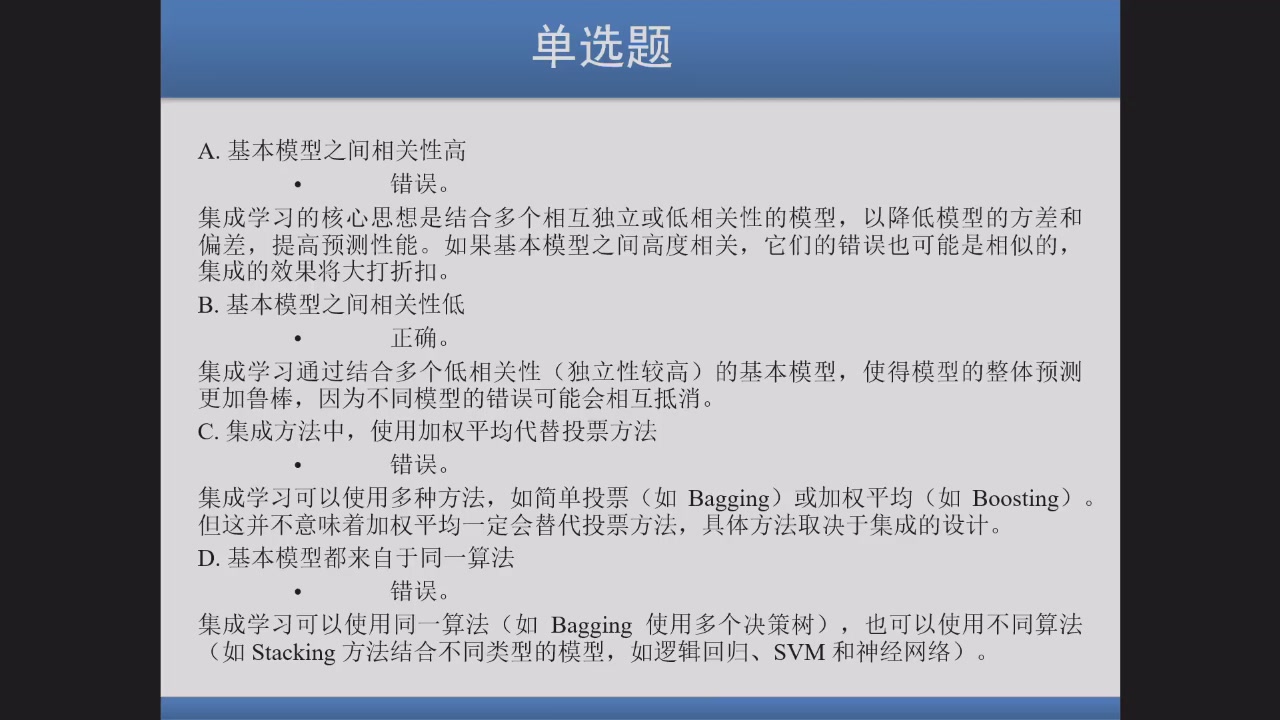 单选题
A. 基本模型之间相关性高
• 错误。
集成学习的核心思想是结合多个相互独立或低相关性的模型，以降低模型的方差和
偏差，提高预测性能。如果基本模型之间高度相关，它们的错误也可能是相似的，
集成的效果将大打折扣。
B. 基本模型之间相关性低
• 正确。
集成学习通过结合多个低相关性（独立性较高）的基本模型，使得模型的整体预测
更加鲁棒，因为不同模型的错误可能会相互抵消。
C. 集成方法中，使用加权平均代替投票方法
• 错误。
集成学习可以使用多种方法，如简单投票（如 Bagging）或加权平均（如 Boosting）。
但这并不意味着加权平均一定会替代投票方法，具体方法取决于集成的设计。
D. 基本模型都来自于同一算法
• 错误。
集成学习可以使用同一算法（如 Bagging 使用多个决策树），也可以使用不同算法
（如 Stacking 方法结合不同类型的模型，如逻辑回归、SVM 和神经网络）。